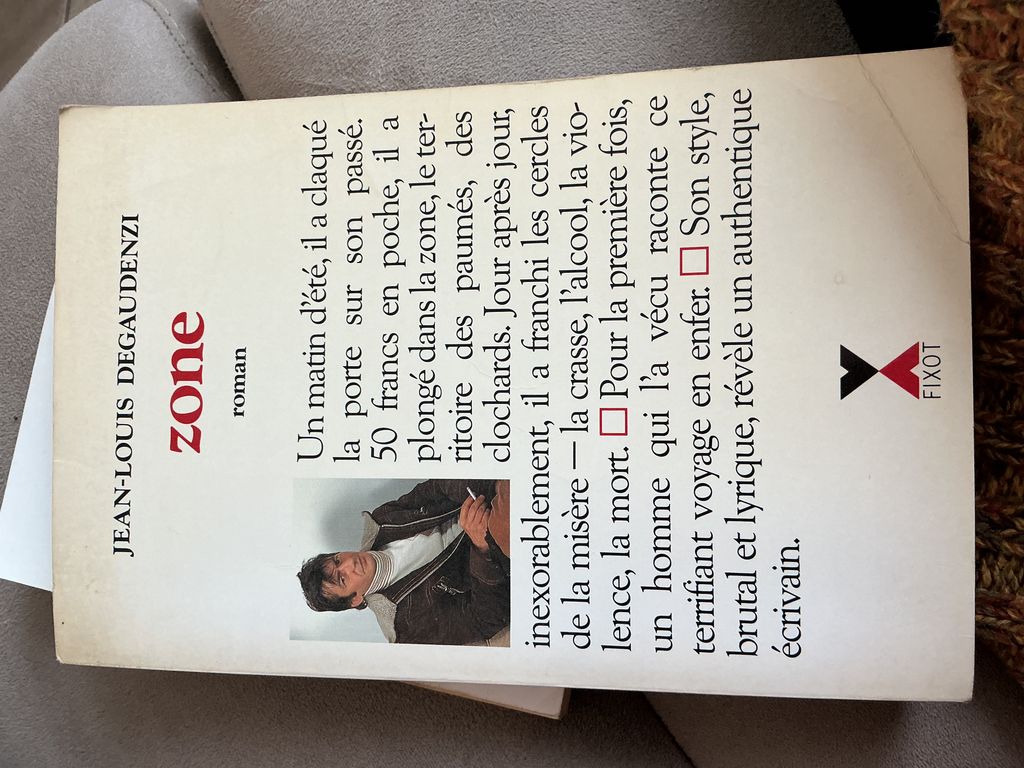 JEAN-LOUIS DEGAUDENZI
zone
roman
Un matin d'été, il a claqué
la porte sur son passé.
50 francs en poche, il a
plongé dans la zone, le ter-
ritoire des paumés, des
clochards. Jour après jour,
inexorablement, il a franchi les cercles
de la misère — la crasse, l'alcool, la vio-
lence, la mort. □ Pour la première fois,
un homme qui l'a vécu raconte ce
terrifiant voyage en enfer. □ Son style,
brutal et lyrique, révèle un authentique
écrivain.
FIXOT